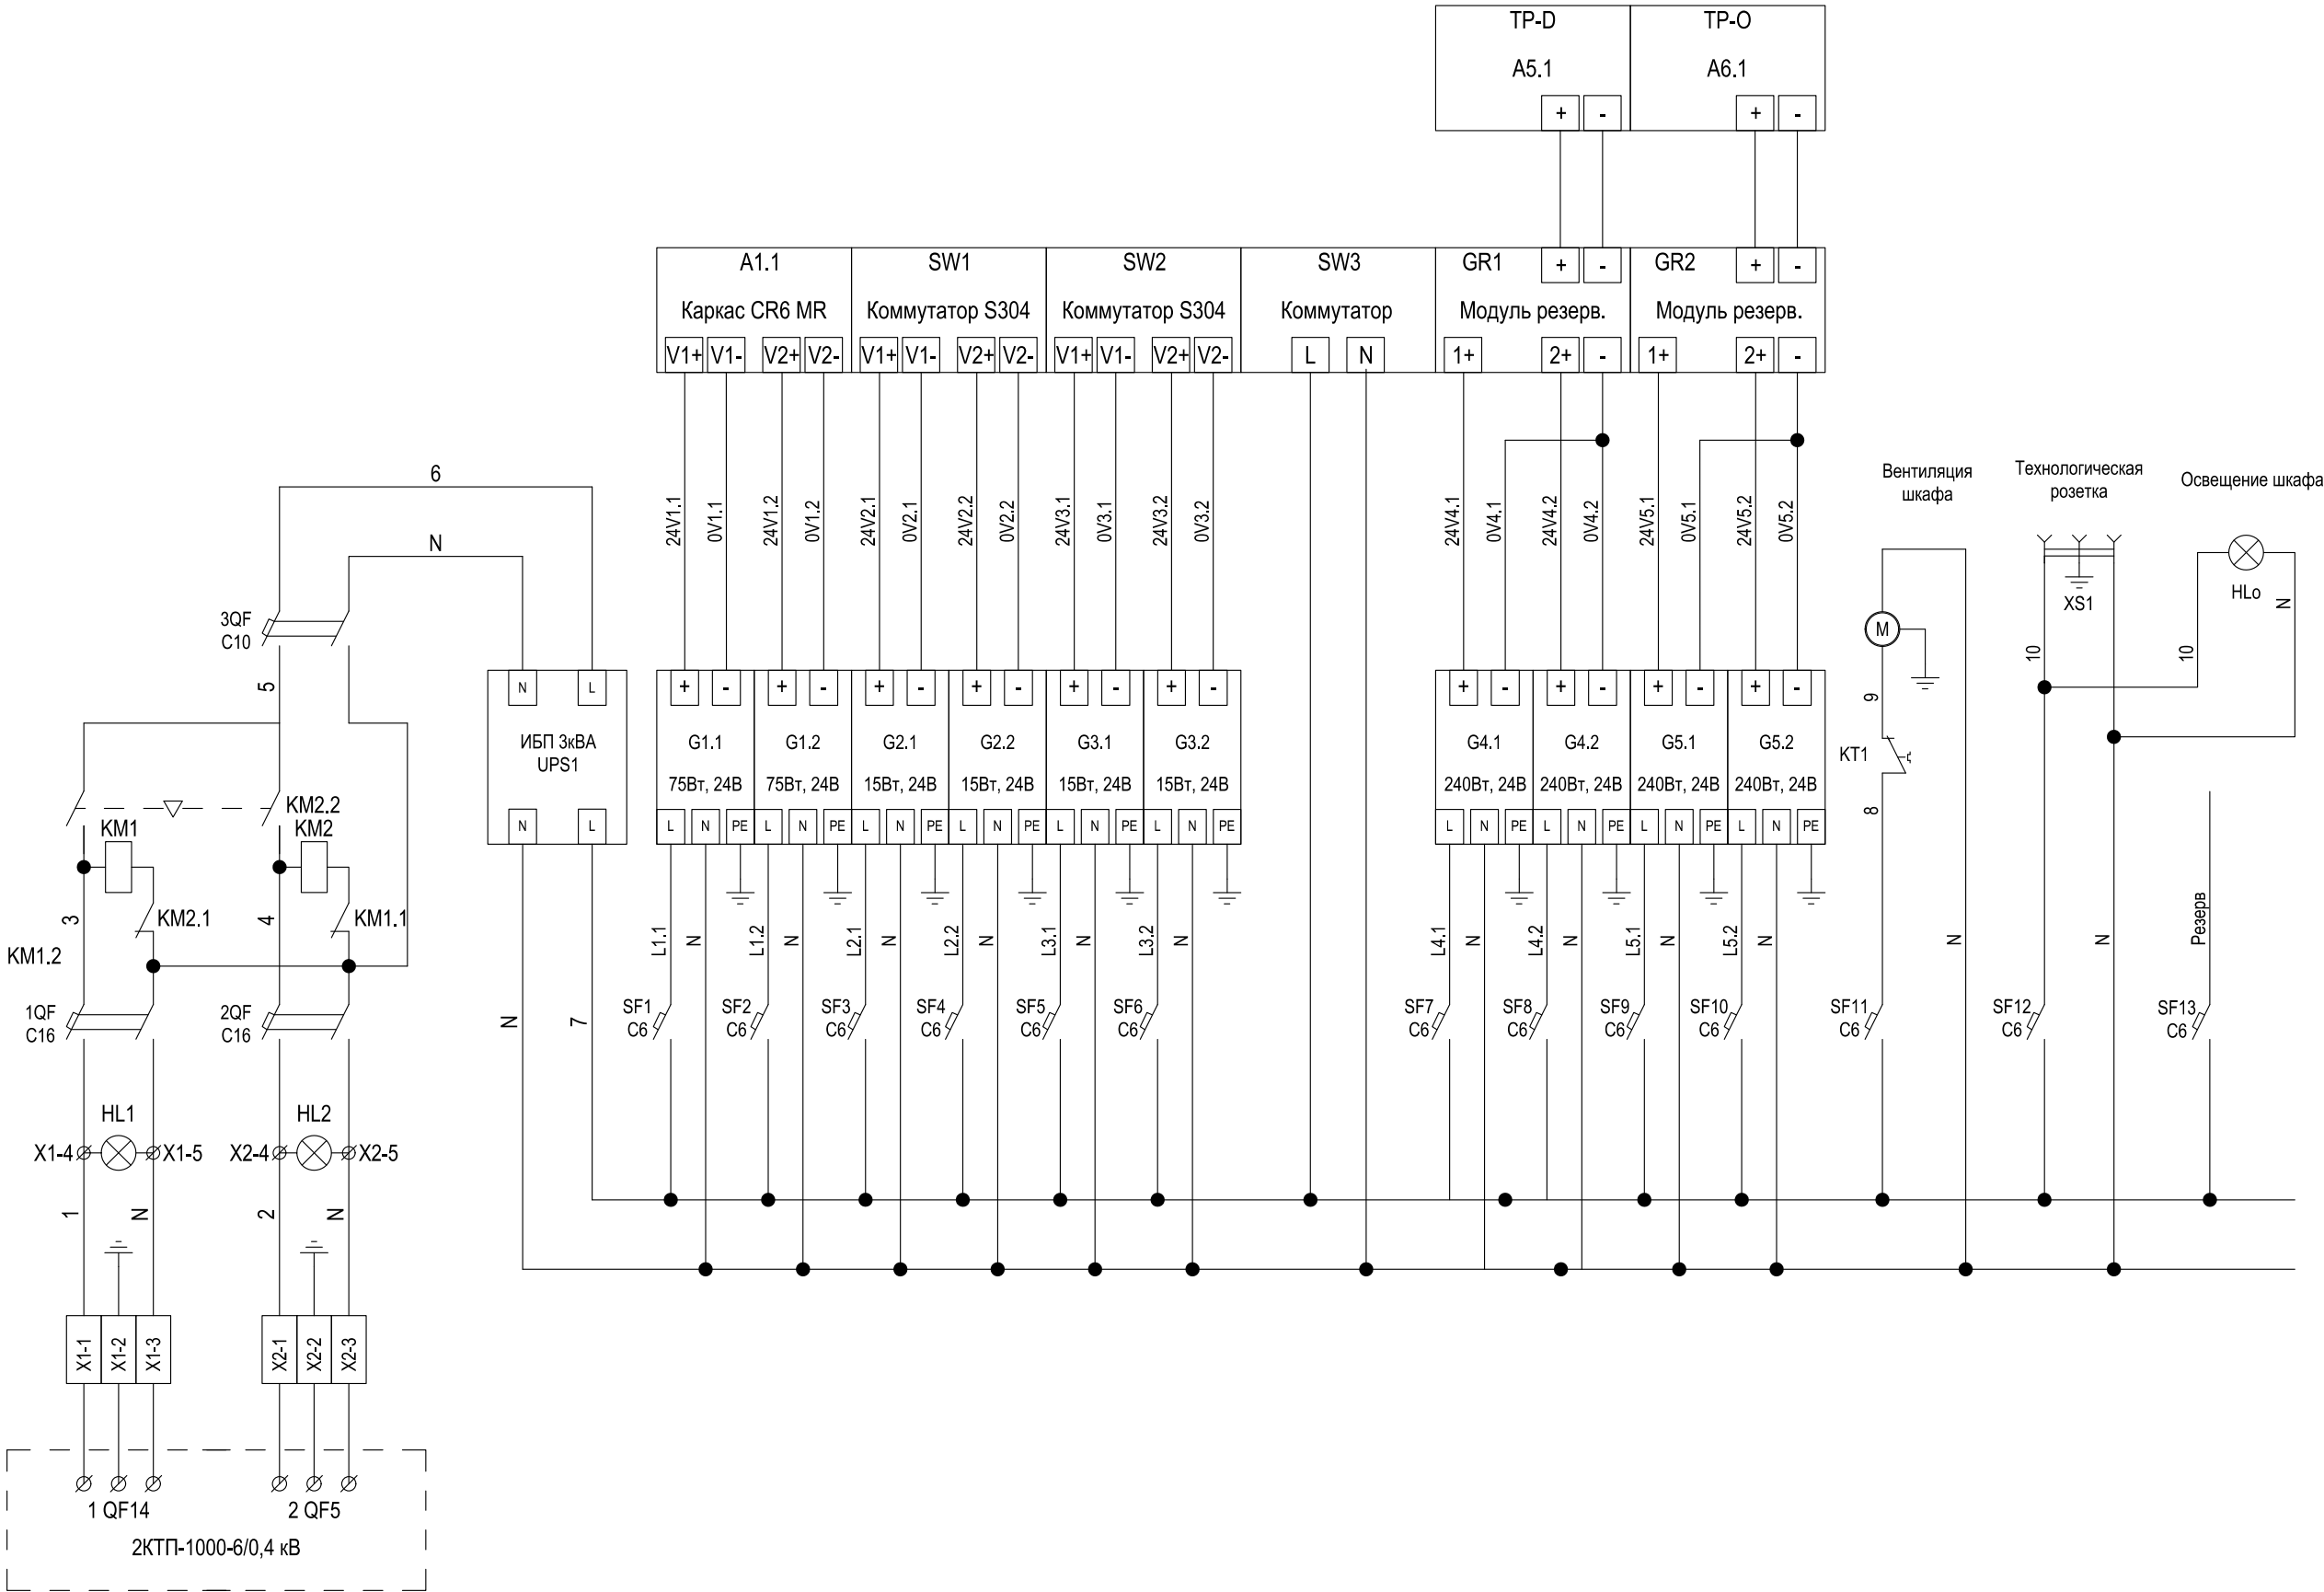 TP-D
TP-O
A5.1
A6.1
+ - + -
A1.1
SW1
SW2
SW3
GR1 + -
GR2 + -
Каркас CR6 MR
Коммутатор S304
Коммутатор S304
Коммутатор
Модуль резерв.
Модуль резерв.
V1+ V1- V2+ V2-
V1+ V1- V2+ V2-
V1+ V1- V2+ V2-
L N
1+ 2+ -
1+ 2+ -
24V1.1
0V1.1
24V1.2
0V1.2
24V2.1
0V2.1
24V2.2
0V2.2
24V3.1
0V3.1
24V3.2
0V3.2
24V4.1
0V4.1
24V4.2
0V4.2
24V5.1
0V5.1
24V5.2
0V5.2
Вентиляция
шкафа
Технологическая
розетка
Освещение шкафа
6
N
3QF
C10
5
XS1
HLo
N
M
10
10
9
KT1
8
N L
ИБП 3кВА
UPS1
N L
+ - + - + - + - + - + -
G1.1
75Вт, 24В
G1.2
75Вт, 24В
G2.1
15Вт, 24В
G2.2
15Вт, 24В
G3.1
15Вт, 24В
G3.2
15Вт, 24В
L N PE L N PE L N PE L N PE L N PE L N PE
+ - + - + - + -
G4.1
240Вт, 24В
G4.2
240Вт, 24В
G5.1
240Вт, 24В
G5.2
240Вт, 24В
L N PE L N PE L N PE L N PE
KM2.2
KM1
KM2
3
KM2.1
4
KM1.1
KM1.2
1QF
C16
2QF
C16
N
7
L1.1
N
L1.2
N
L2.1
N
L2.2
N
L3.1
N
L3.2
N
L4.1
N
L4.2
N
L5.1
N
L5.2
N
N
N
Резерв
SF1
C6
SF2
C6
SF3
C6
SF4
C6
SF5
C6
SF6
C6
SF7
C6
SF8
C6
SF9
C6
SF10
C6
SF11
C6
SF12
C6
SF13
C6
HL1
HL2
X1-4
X1-5
X2-4
X2-5
1
N
2
N
X1-1
X1-2
X1-3
X2-1
X2-2
X2-3
1 QF14
2 QF5
2КТП-1000-6/0,4 кВ